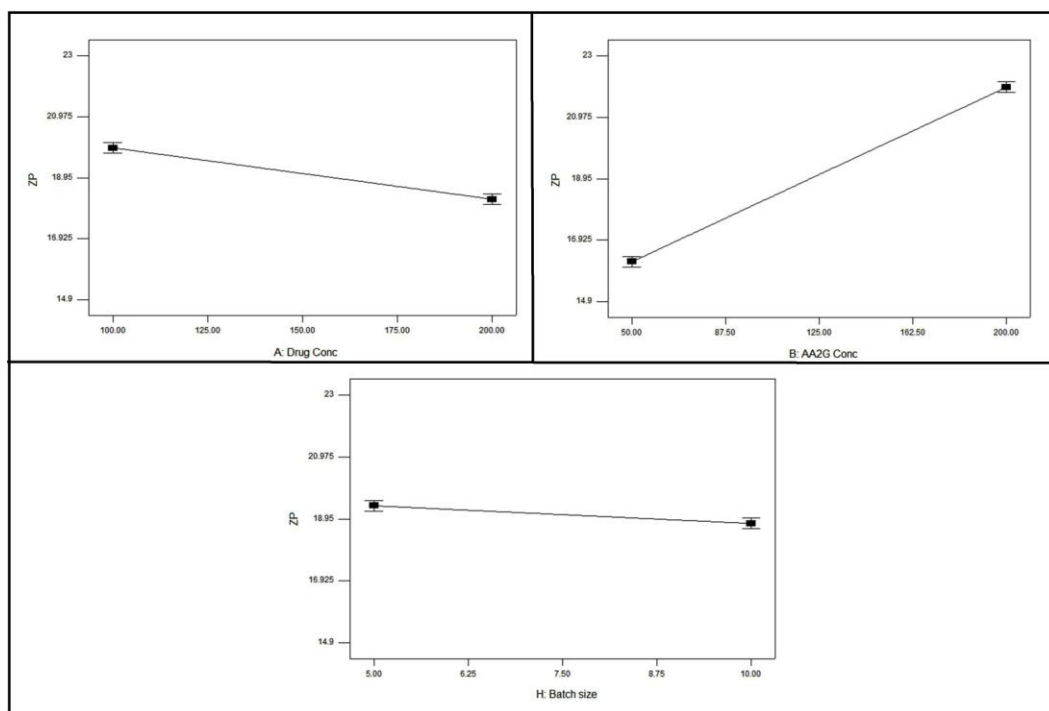 23
20.975
18.95
16.925
14.9
ZP
100.00 125.00 150.00 175.00 200.00
A: Drug Conc
23
20.975
18.95
16.925
14.9
ZP
50.00 87.50 125.00 162.50 200.00
B: AA2G Conc
23
20.975
18.95
16.925
14.9
ZP
5.00 6.25 7.50 8.75 10.00
H: Batch size